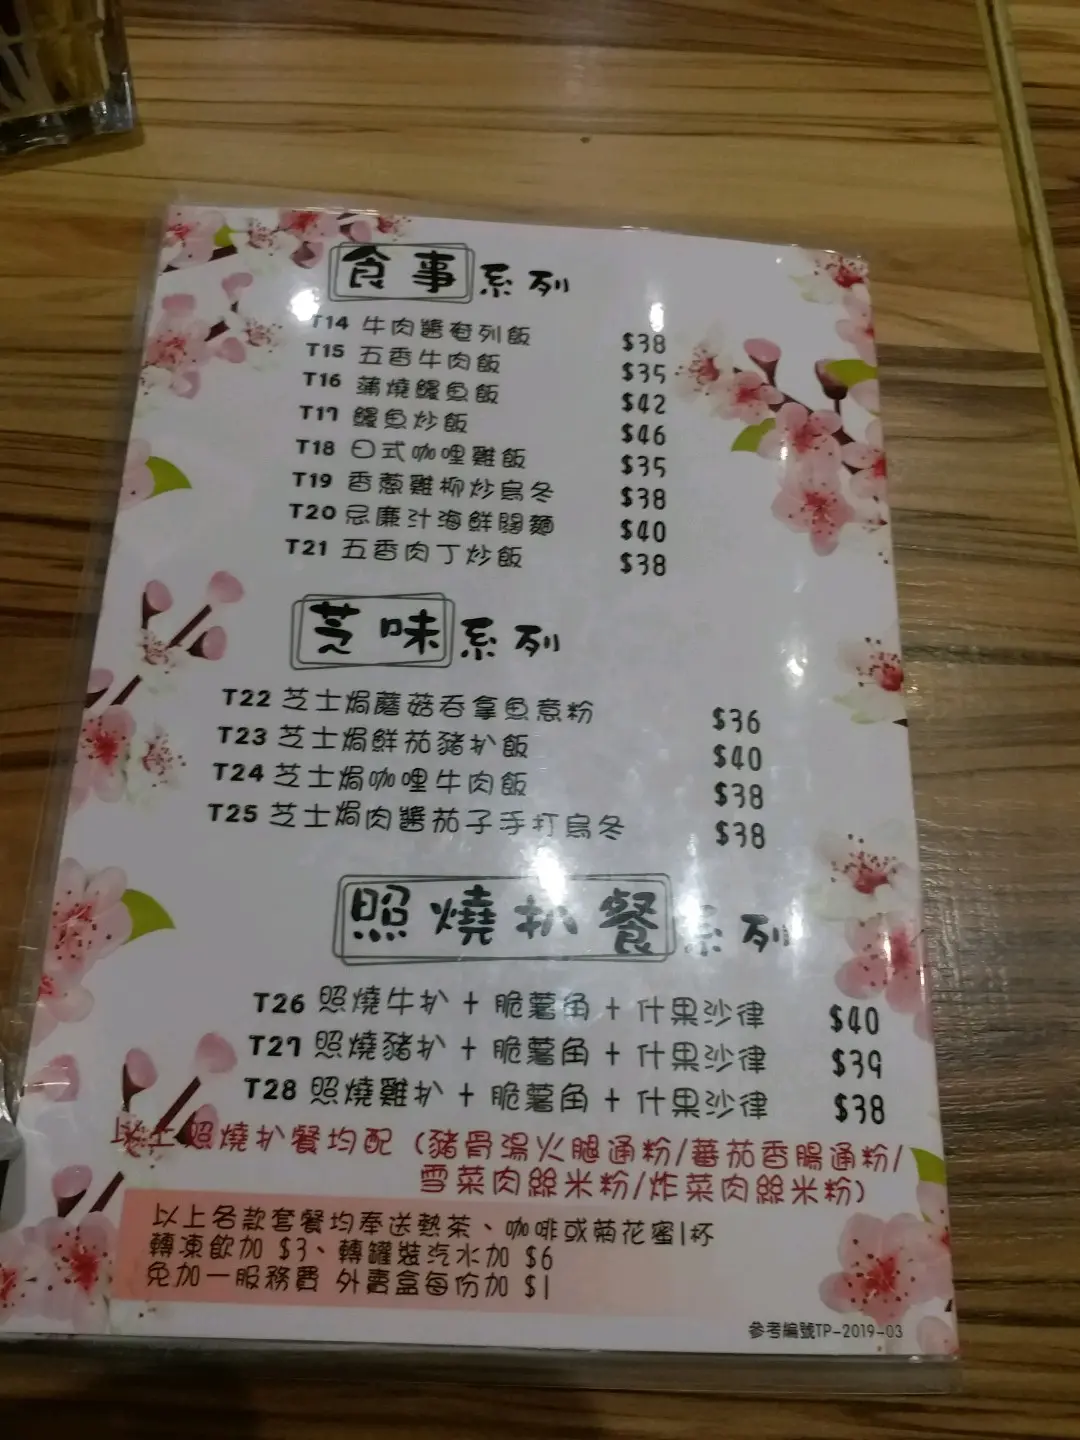 食事系列
T14 牛肉醬奄列飯 $38
T15 五香牛肉飯 $35
T16 蒲燒鰻魚飯 $42
T17 鰻魚炒飯 $46
T18 日式咖哩雞飯 $35
T19 香蔥雞柳炒烏冬 $38
T20 忌廉汁海鮮闊麵 $40
T21 五香肉丁炒飯 $38
芝味系列
T22 芝士焗蘑菇吞拿魚意粉 $36
T23 芝士焗鮮茄豬扒飯 $40
T24 芝士焗咖哩牛肉飯 $38
T25 芝士焗肉醬茄子手打烏冬 $38
照燒扒餐系列
T26 照燒牛扒 + 脆薯角 + 什果沙律 $40
T27 照燒豬扒 + 脆薯角 + 什果沙律 $39
T28 照燒雞扒 + 脆薯角 + 什果沙律 $38
以上照燒扒餐均配 (豬骨湯火腿通粉/蕃茄香腸通粉/
雪菜肉絲米粉/炸菜肉絲米粉)
以上各款套餐均奉送熱茶、咖啡或菊花蜜1杯
轉凍飲加 $3、轉罐裝汽水加 $6
免加一服務費 外賣盒每份加 $1
參考編號TP-2019-03